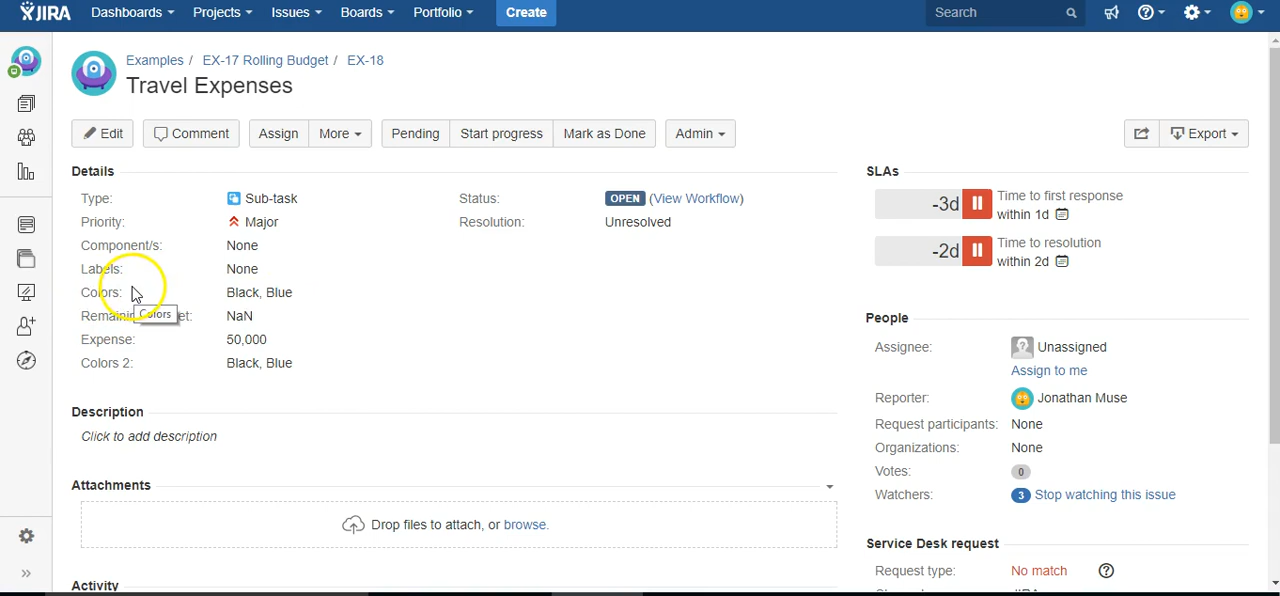 JIRA Dashboards Projects Issues Boards Portfolio Create Search
Examples / EX-17 Rolling Budget / EX-18
Travel Expenses
Edit Comment Assign More Pending Start progress Mark as Done Admin Export
Details
Type: Sub-task
Priority: Major
Component/s: None
Labels: None
Colors: Black, Blue
Colors
et: NaN
Expense: 50,000
Colors 2: Black, Blue
Status: OPEN (View Workflow)
Resolution: Unresolved
Description
Click to add description
Attachments
Drop files to attach, or browse.
Activity
SLAs
-3d Time to first response
within 1d
-2d Time to resolution
within 2d
People
Assignee: Unassigned
Assign to me
Reporter: Jonathan Muse
Request participants: None
Organizations: None
Votes: 0
Watchers: 3 Stop watching this issue
Service Desk request
Request type: No match ?